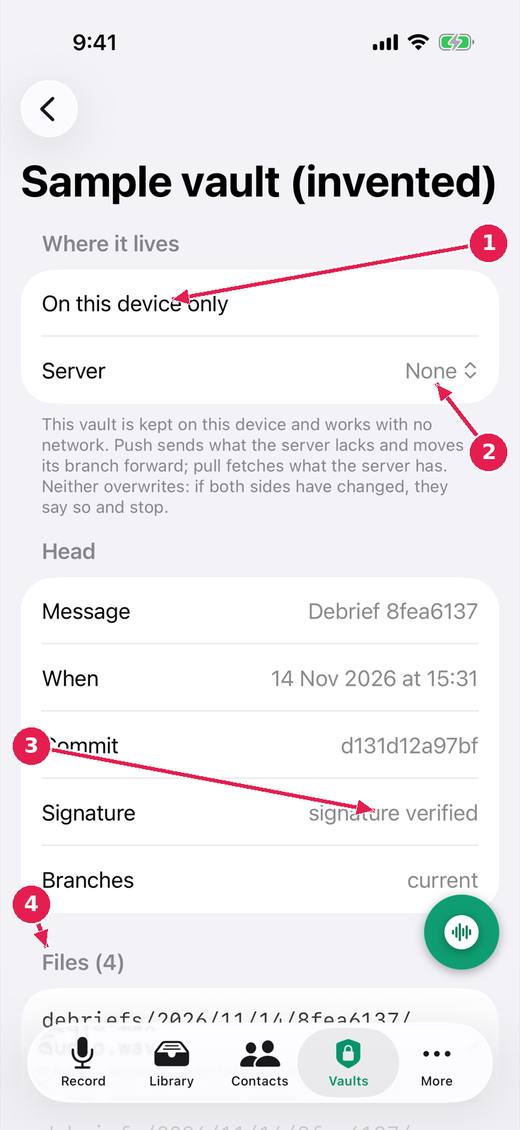 9:41
Sample vault (invented)
Where it lives
1
On this device only
Server
None
This vault is kept on this device and works with no
network. Push sends what the server lacks and moves
2
its branch forward; pull fetches what the server has.
Neither overwrites: if both sides have changed, they
say so and stop.
Head
Message
Debrief 8fea6137
When
14 Nov 2026 at 15:31
3
Commit
d131d12a97bf
Signature
signature verified
Branches
current
4
Files (4)
debriefs/2026/11/14/8fea6137/
Record
Library
Contacts
Vaults
More